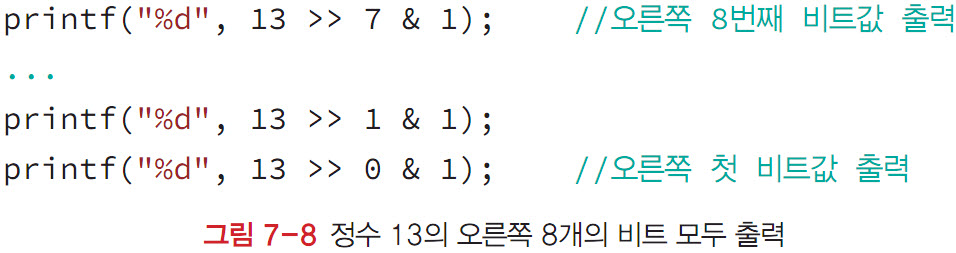 printf("%d", 13 >> 7 & 1); //오른쪽 8번째 비트값 출력
...
printf("%d", 13 >> 1 & 1);
printf("%d", 13 >> 0 & 1); //오른쪽 첫 비트값 출력
그림 7-8 정수 13의 오른쪽 8개의 비트 모두 출력